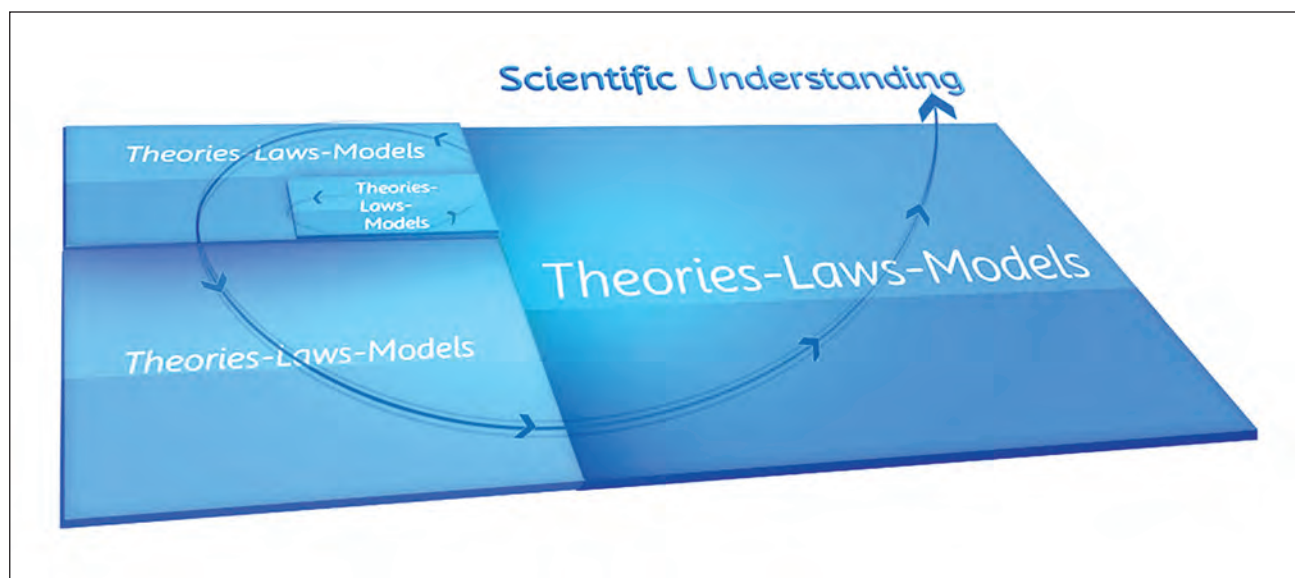 Scientific Understanding
Theories-Laws-Models
Theories-
Laws-
Models
Theories-Laws-Models
Theories-Laws-Models